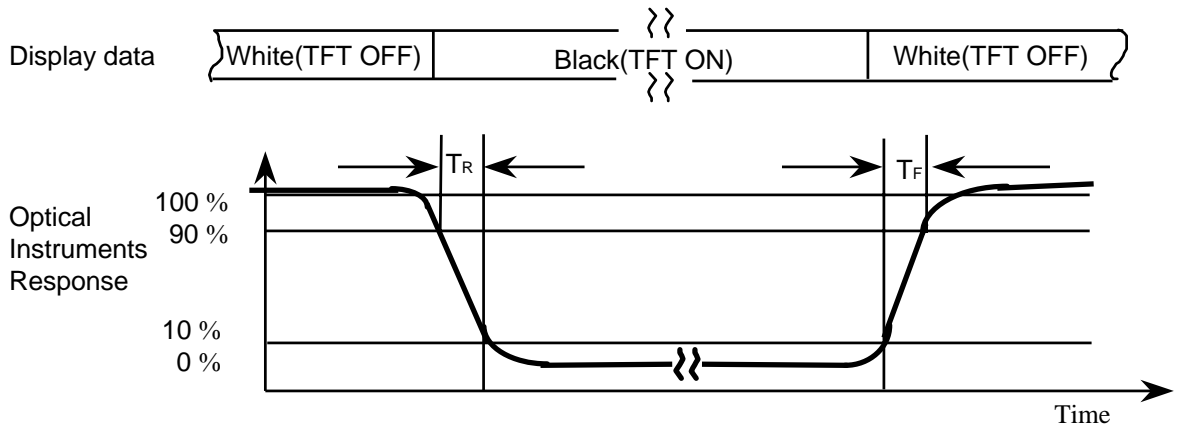 Display data
White(TFT OFF) Black(TFT ON) White(TFT OFF)
TR TF
Optical
Instruments
Response
100 %
90 %
10 %
0 %
Time